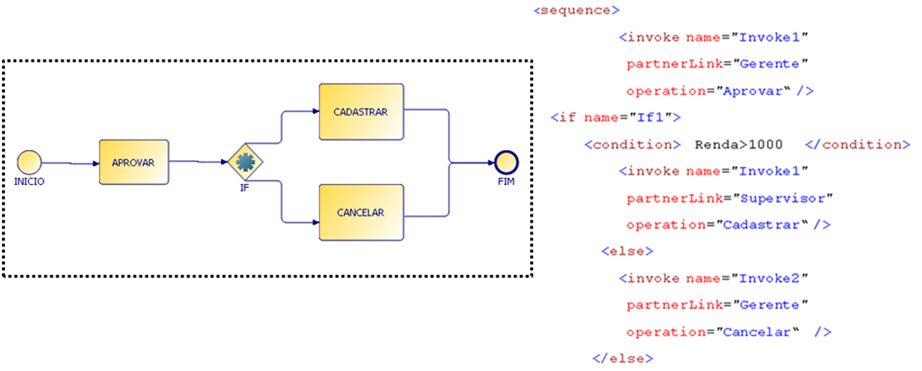 INICIO
APROVAR
IF
CADASTRAR
CANCELAR
FIM
<sequence>
<invoke name="Invoke1"
partnerLink="Gerente"
operation="Aprovar“ />
<if name="If1">
<condition> Renda>1000 </condition>
<invoke name="Invoke1"
partnerLink="Supervisor"
operation="Cadastrar“ />
<else>
<invoke name="Invoke2"
partnerLink="Gerente"
operation="Cancelar“ />
</else>